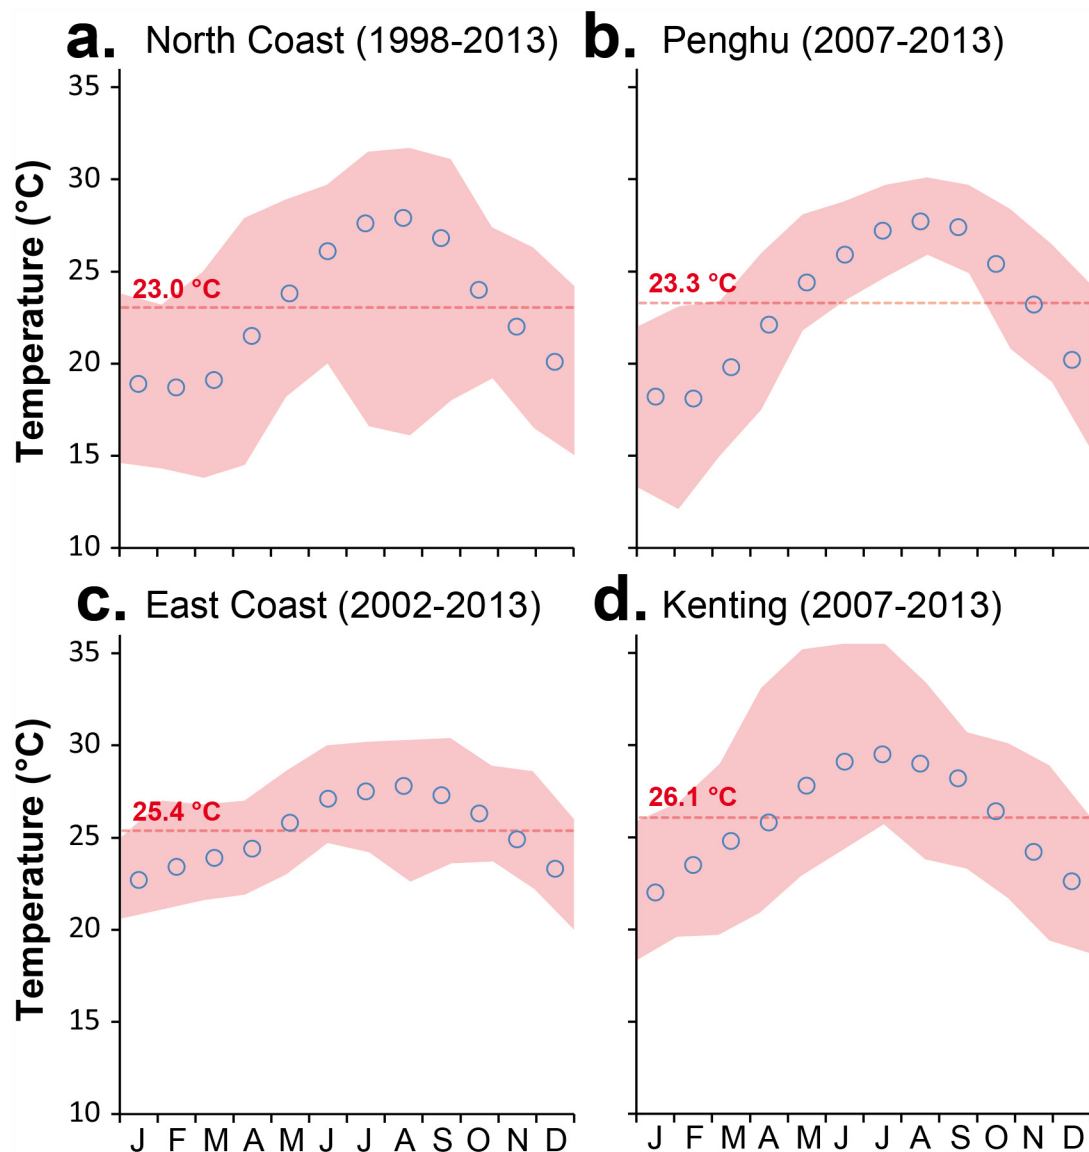 a. North Coast (1998-2013)
b. Penghu (2007-2013)
Temperature (°C)
35
30
25
20
15
10
23.0 °C
23.3 °C
c. East Coast (2002-2013)
d. Kenting (2007-2013)
Temperature (°C)
35
30
25
20
15
10
25.4 °C
26.1 °C
J F M A M J J A S O N D
J F M A M J J A S O N D